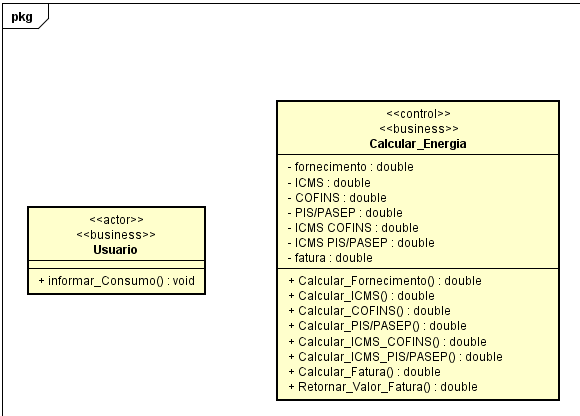 pkg
<<actor>>
<<business>>
Usuario
+ informar_Consumo() : void
<<control>>
<<business>>
Calcular_Energia
- fornecimento : double
- ICMS : double
- COFINS : double
- PIS/PASEP : double
- ICMS COFINS : double
- ICMS PIS/PASEP : double
- fatura : double
+ Calcular_Fornecimento() : double
+ Calcular_ICMS() : double
+ Calcular_COFINS() : double
+ Calcular_PIS/PASEP() : double
+ Calcular_ICMS_COFINS() : double
+ Calcular_ICMS_PIS/PASEP() : double
+ Calcular_Fatura() : double
+ Retornar_Valor_Fatura() : double